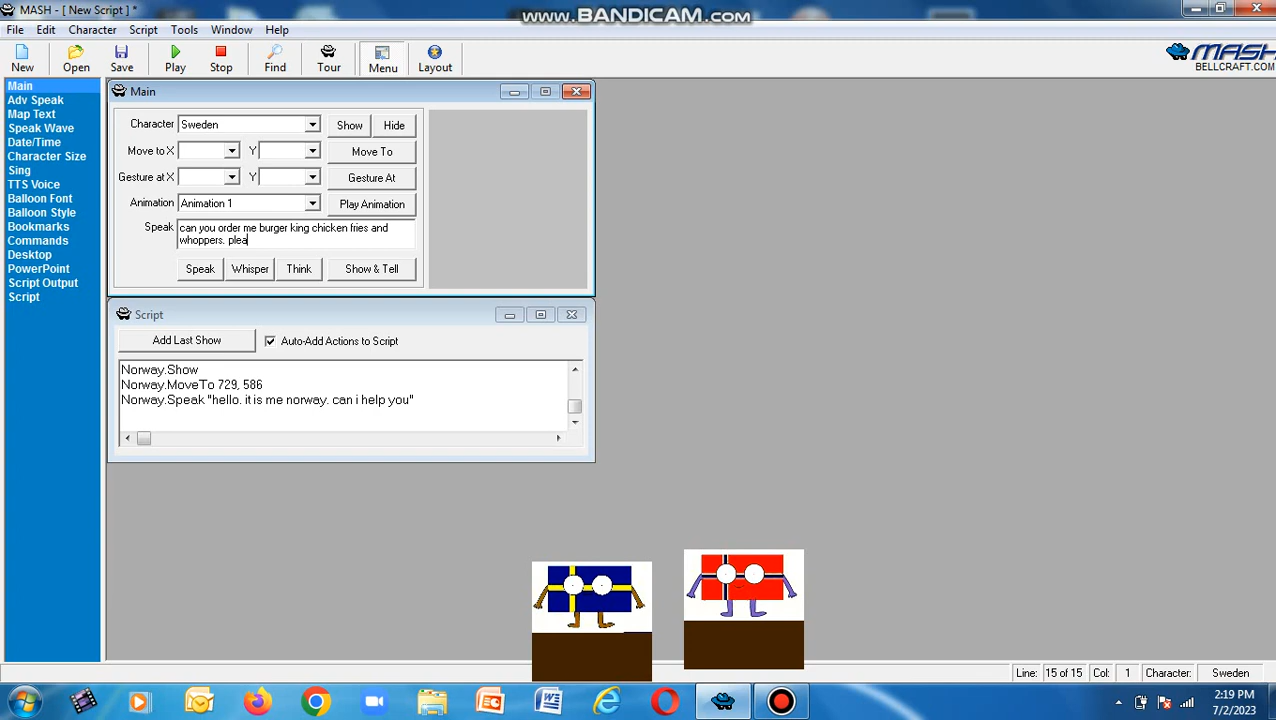 MASH - [ New Script ] *
www.BANDICAM.com
File Edit Character Script Tools Window Help
New Open Save Play Stop Find Tour Menu Layout
MASH
BELLCRAFT.COM
Main
Adv Speak
Map Text
Speak Wave
Date/Time
Character Size
Sing
TTS Voice
Balloon Font
Balloon Style
Bookmarks
Commands
Desktop
PowerPoint
Script Output
Script
Main
Character Sweden Show Hide
Move to X Y Move To
Gesture at X Y Gesture At
Animation Animation 1 Play Animation
Speak can you order me burger king chicken fries and
whoppers. plea
Speak Whisper Think Show & Tell
Script
Add Last Show Auto-Add Actions to Script
Norway.Show
Norway.MoveTo 729, 586
Norway.Speak "hello. it is me norway. can i help you"
Line: 15 of 15 Col: 1 Character: Sweden
2:19 PM
7/2/2023